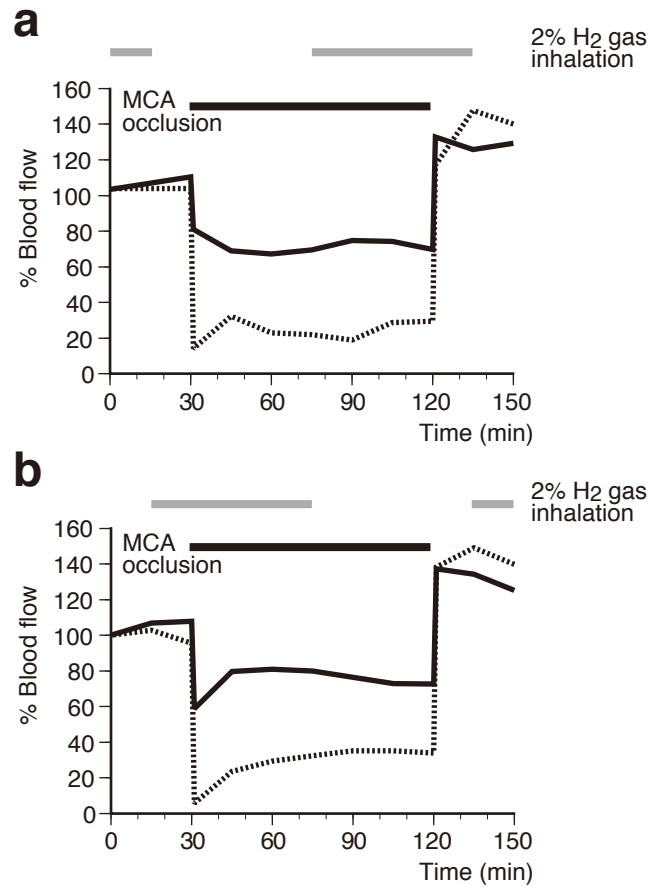 a
2% H2 gas
inhalation
160
140
120
100
80
60
40
20
0
% Blood flow
MCA
occlusion
0 30 60 90 120 150
Time (min)
b
2% H2 gas
inhalation
160
140
120
100
80
60
40
20
0
% Blood flow
MCA
occlusion
0 30 60 90 120 150
Time (min)